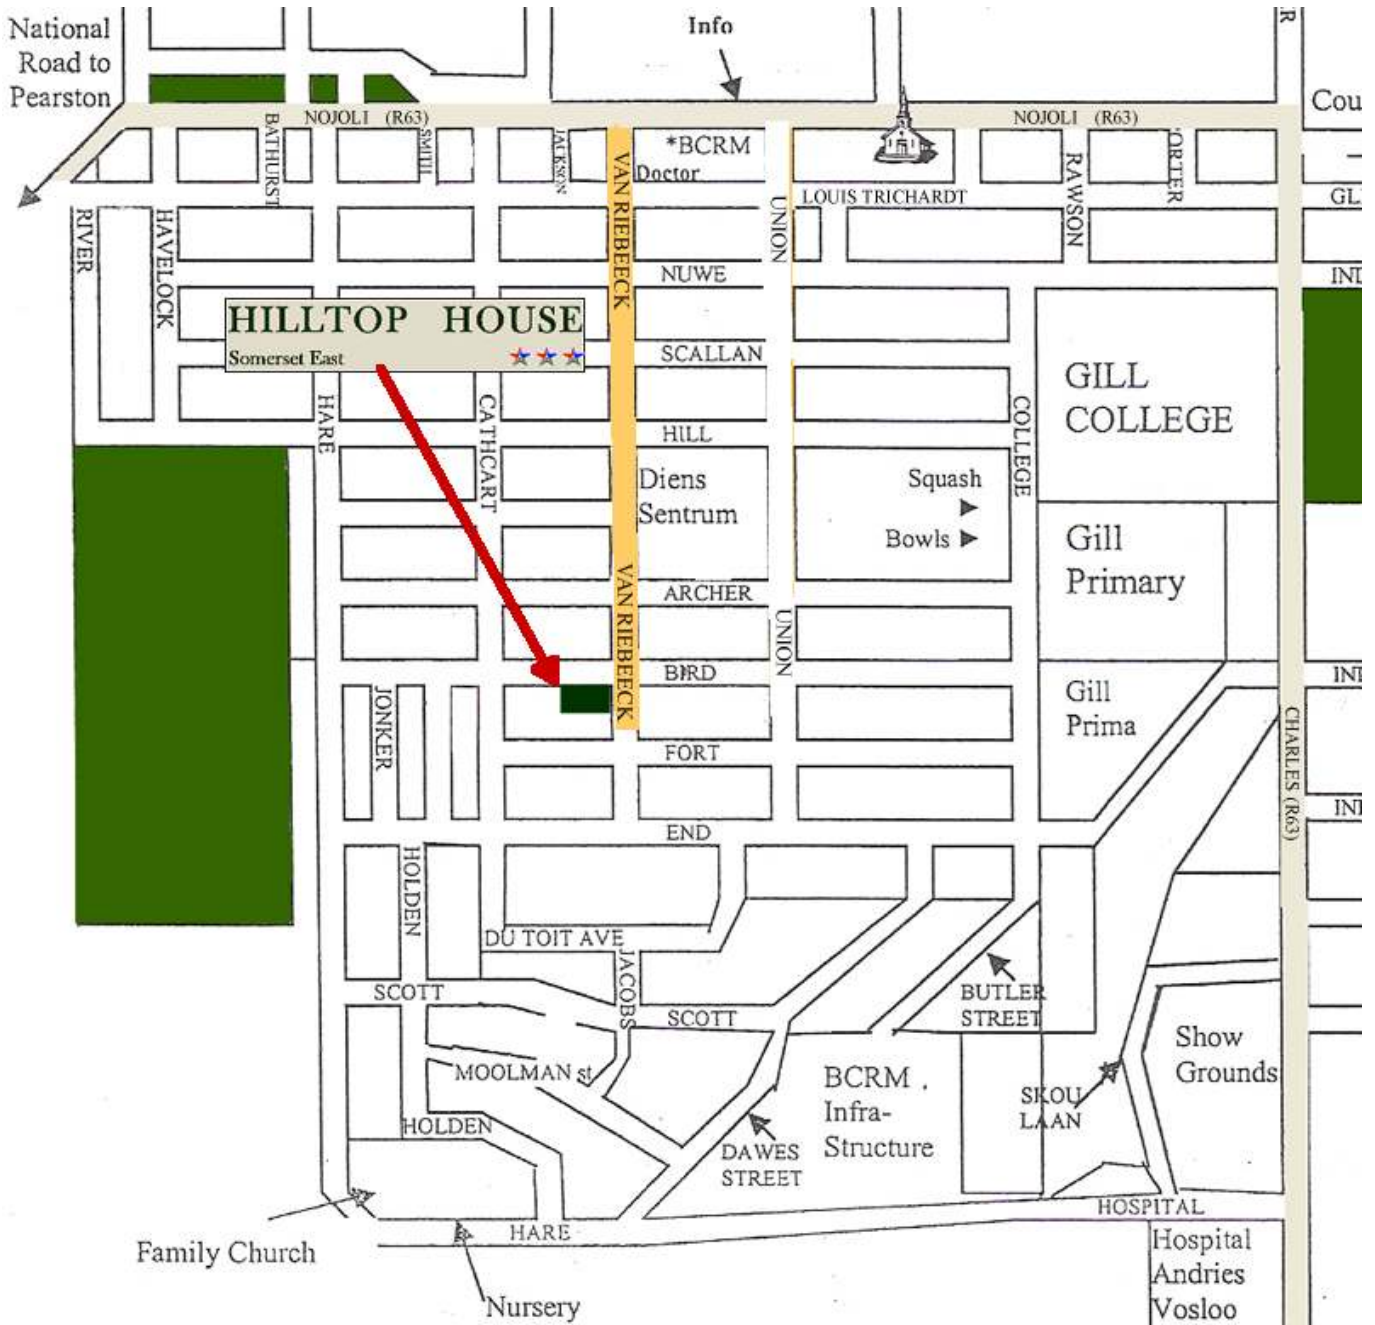 National
Road to
Pearston
Info
R
Cou
NOJOLI (R63)
NOJOLI (R63)
BATHURST
SMITH
JACKSON
VAN RIEBEECK
*BCRM
Doctor
UNION
LOUIS TRICHARDT
RAWSON
ORTER
GL
RIVER
HAVELOCK
NUWE
IND
HILLTOP HOUSE
Somerset East
SCALLAN
HARE
CATHCART
HILL
COLLEGE
GILL
COLLEGE
Diens
Sentrum
Squash
Bowls
Gill
Primary
VAN RIEBEECK
ARCHER
UNION
BIRD
JONKER
Gill
Prima
FORT
CHARLES (R63)
END
HOLDEN
DU TOIT AVE
JACOBS
SCOTT
SCOTT
BUTLER
STREET
MOOLMAN st
BCRM
Infra-
Structure
Show
Grounds
SKOU
LAAN
HOLDEN
DAWES
STREET
HOSPITAL
HARE
Family Church
Nursery
Hospital
Andries
Vosloo